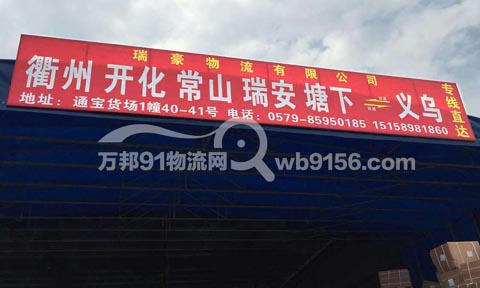 瑞豪物流有限公司
衢州 开化 常山 瑞安 塘下 义乌
专线直达
地址：通宝货场1幢40-41号 电话：0579-85950185 15158981860
万邦91物流网 wb9156.com